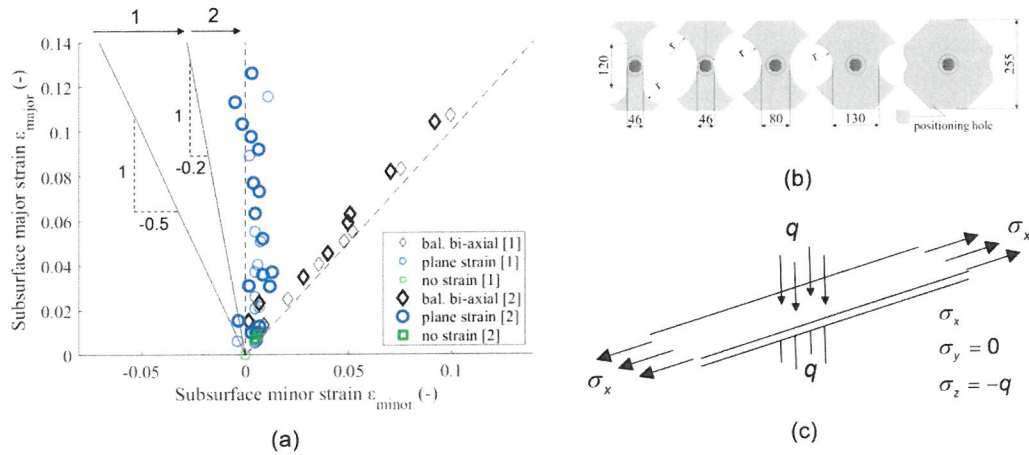 1
2
0.14
0.12
0.10
0.08
0.06
0.04
0.02
0
Subsurface major strain ε_major (-)
1
-0.2
1
-0.5
-0.05
0
0.05
0.1
Subsurface minor strain ε_minor (-)
bal. bi-axial [1]
plane strain [1]
no strain [1]
bal. bi-axial [2]
plane strain [2]
no strain [2]
(a)
120
r
r
r
r
r
46
46
80
130
255
positioning hole
(b)
q
σ_x
σ_x
q
σ_x
σ_y = 0
σ_z = -q
(c)